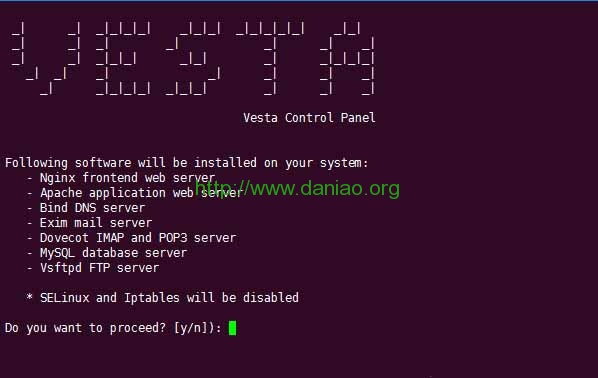 VESTA
Vesta Control Panel
Following software will be installed on your system:
- Nginx frontend web server
- Apache application web server
- Bind DNS server
- Exim mail server
- Dovecot IMAP and POP3 server
- MySQL database server
- Vsftpd FTP server
* SELinux and Iptables will be disabled
Do you want to proceed? [y/n]):
http://www.daniao.org